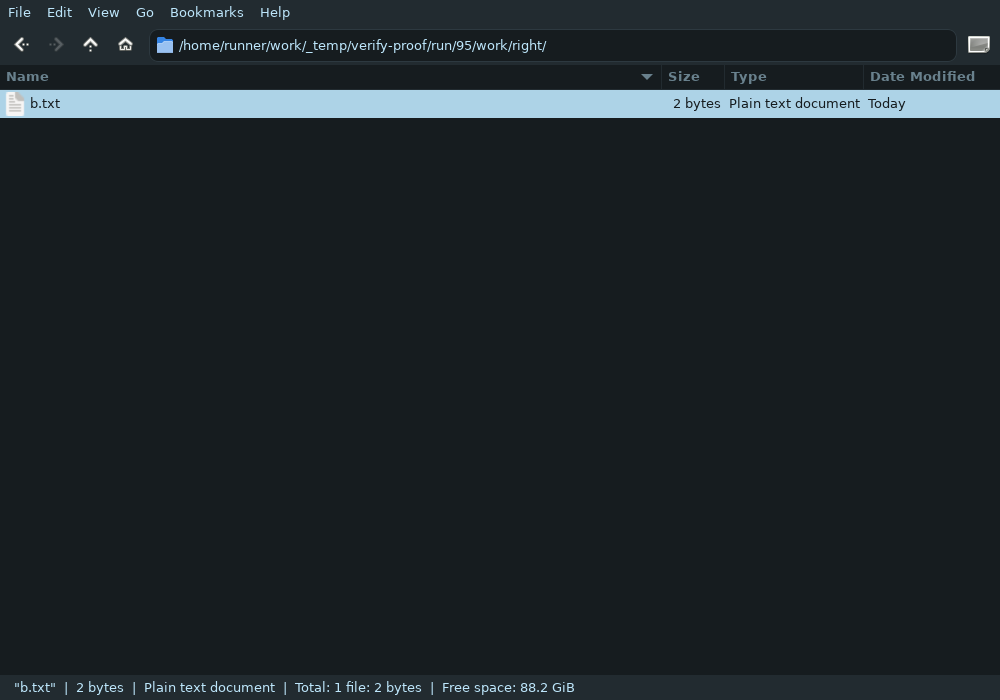 File Edit View Go Bookmarks Help
/home/runner/work/_temp/verify-proof/run/95/work/right/
Name Size Type Date Modified
b.txt 2 bytes Plain text document Today
"b.txt" | 2 bytes | Plain text document | Total: 1 file: 2 bytes | Free space: 88.2 GiB